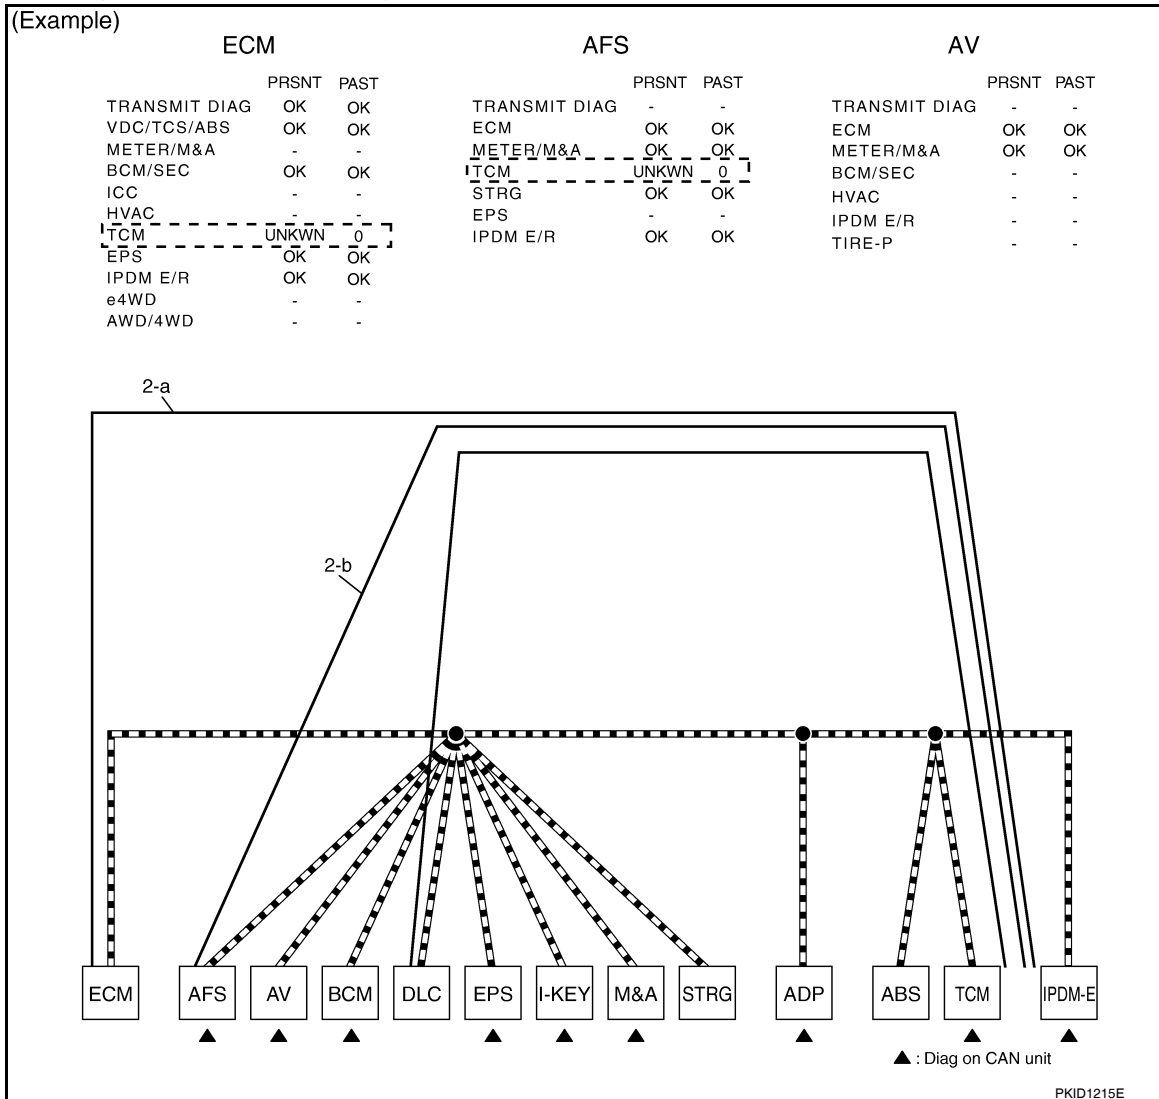 (Example)
ECM
PRSNT PAST
TRANSMIT DIAG OK OK
VDC/TCS/ABS OK OK
METER/M&A - -
BCM/SEC OK OK
ICC - -
HVAC - -
TCM UNKWN 0
EPS OK OK
IPDM E/R OK OK
e4WD - -
AWD/4WD - -
AFS
PRSNT PAST
TRANSMIT DIAG - -
ECM OK OK
METER/M&A OK OK
TCM UNKWN 0
STRG OK OK
EPS - -
IPDM E/R OK OK
AV
PRSNT PAST
TRANSMIT DIAG - -
ECM OK OK
METER/M&A OK OK
BCM/SEC - -
HVAC - -
IPDM E/R - -
TIRE-P - -
2-a
2-b
ECM AFS AV BCM DLC EPS I-KEY M&A STRG ADP ABS TCM IPDM-E
▲ : Diag on CAN unit
PKID1215E